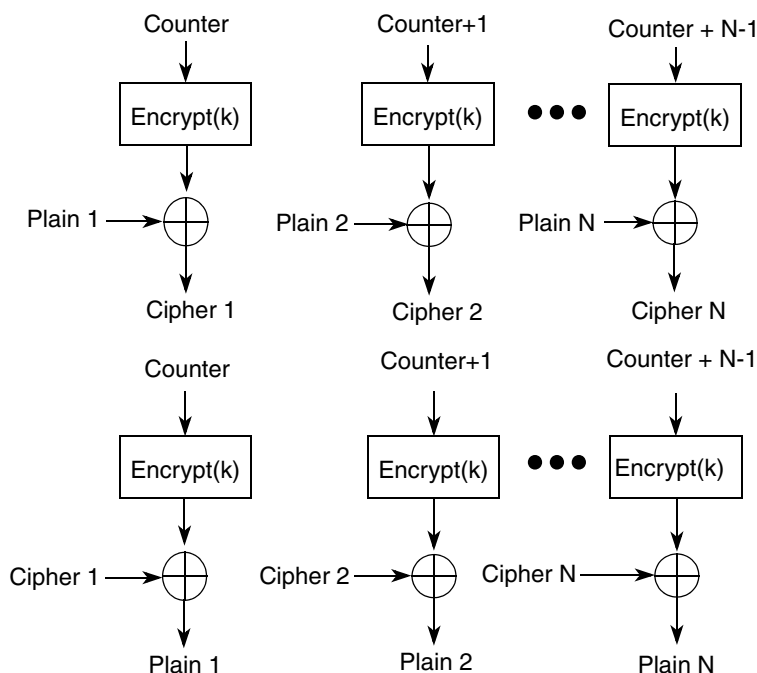 Counter Counter+1 Counter + N-1
Encrypt(k) Encrypt(k) Encrypt(k)
Plain 1 Plain 2 Plain N
Cipher 1 Cipher 2 Cipher N
Counter Counter+1 Counter + N-1
Encrypt(k) Encrypt(k) Encrypt(k)
Cipher 1 Cipher 2 Cipher N
Plain 1 Plain 2 Plain N